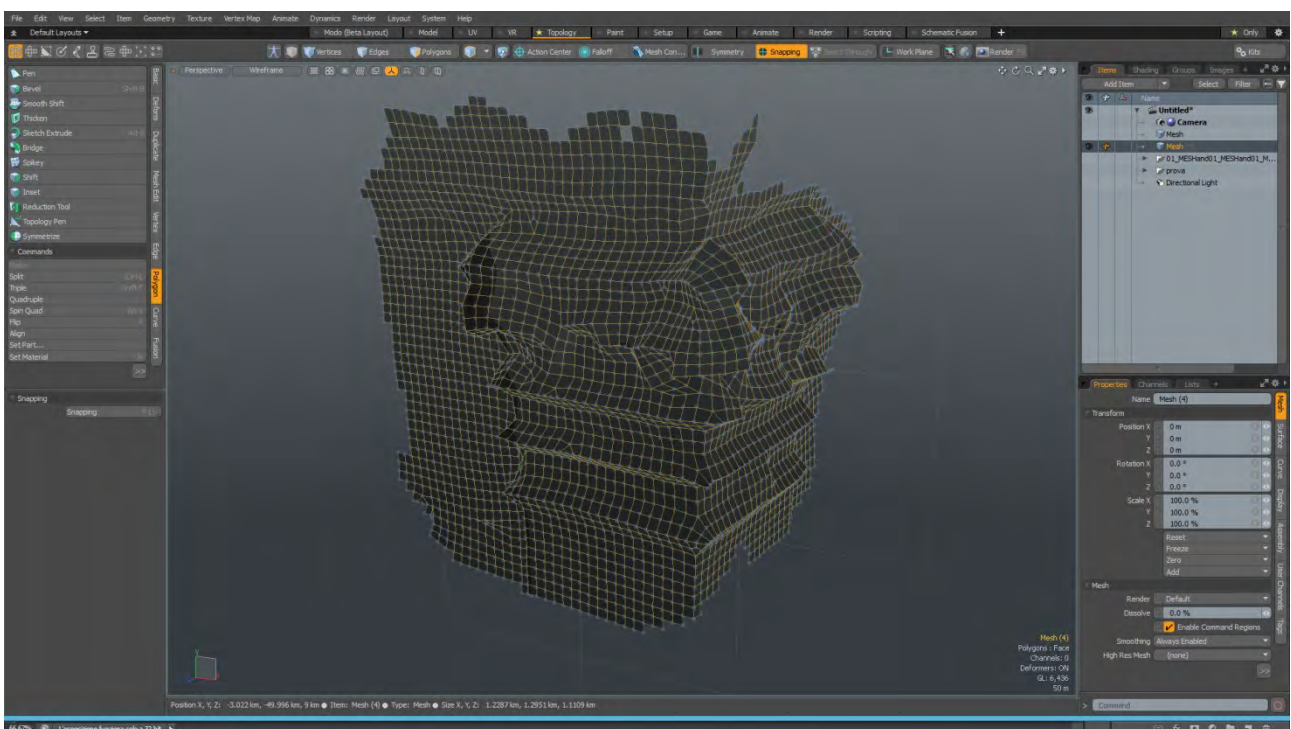 File Edit View Select Item Geometry Texture Vertex Map Animate Dynamics Render Layout System Help
Default Layouts Modo (Beta Layout) Model UV VR Topology Paint Setup Game Animate Render Scripting Schematic Fusion + Only
Vertices Edges Polygons Action Center Falloff Mesh Con... Symmetry Snapping Select Through Work Plane Render Kits
Perspective Wireframe
Pen
Bevel
Smooth Shift
Thicken
Sketch Extrude
Bridge
Spikey
Shift
Inset
Reduction Tool
Topology Pen
Symmetrize
Commands
Split
Triple
Quadruple
Spin Quad
Flip
Align
Set Part...
Set Material
>>
Snapping
Snapping
Basic
Deform
Duplicate
Mesh Edit
Vertex
Edge
Polygon
Curve
Fusion
Mesh (4)
Polygons : Face
Channels: 0
Deformers: ON
GL: 6,436
50 m
Position X, Y, Z: -3.022 km, -49.996 km, 9 km Item: Mesh (4) Type: Mesh Size X, Y, Z: 1.2287 km, 1.2951 km, 1.1109 km
Items Shading Groups Images +
Add Item Select Filter
Name
Untitled*
Camera
Mesh
Mesh
01_MESHand01_MESHand01_M...
prova
Directional Light
Properties Channels Lists +
Name Mesh (4)
Transform
Position X 0 m
Y 0 m
Z 0 m
Rotation X 0.0 °
Y 0.0 °
Z 0.0 °
Scale X 100.0 %
Y 100.0 %
Z 100.0 %
Reset
Freeze
Zero
Add
Mesh
Render Default
Dissolve 0.0 %
Enable Command Regions
Smoothing Always Enabled
High Res Mesh (none)
>>
Mesh
Surface
Curve
Display
Assembly
User Channels
Tags
> Command